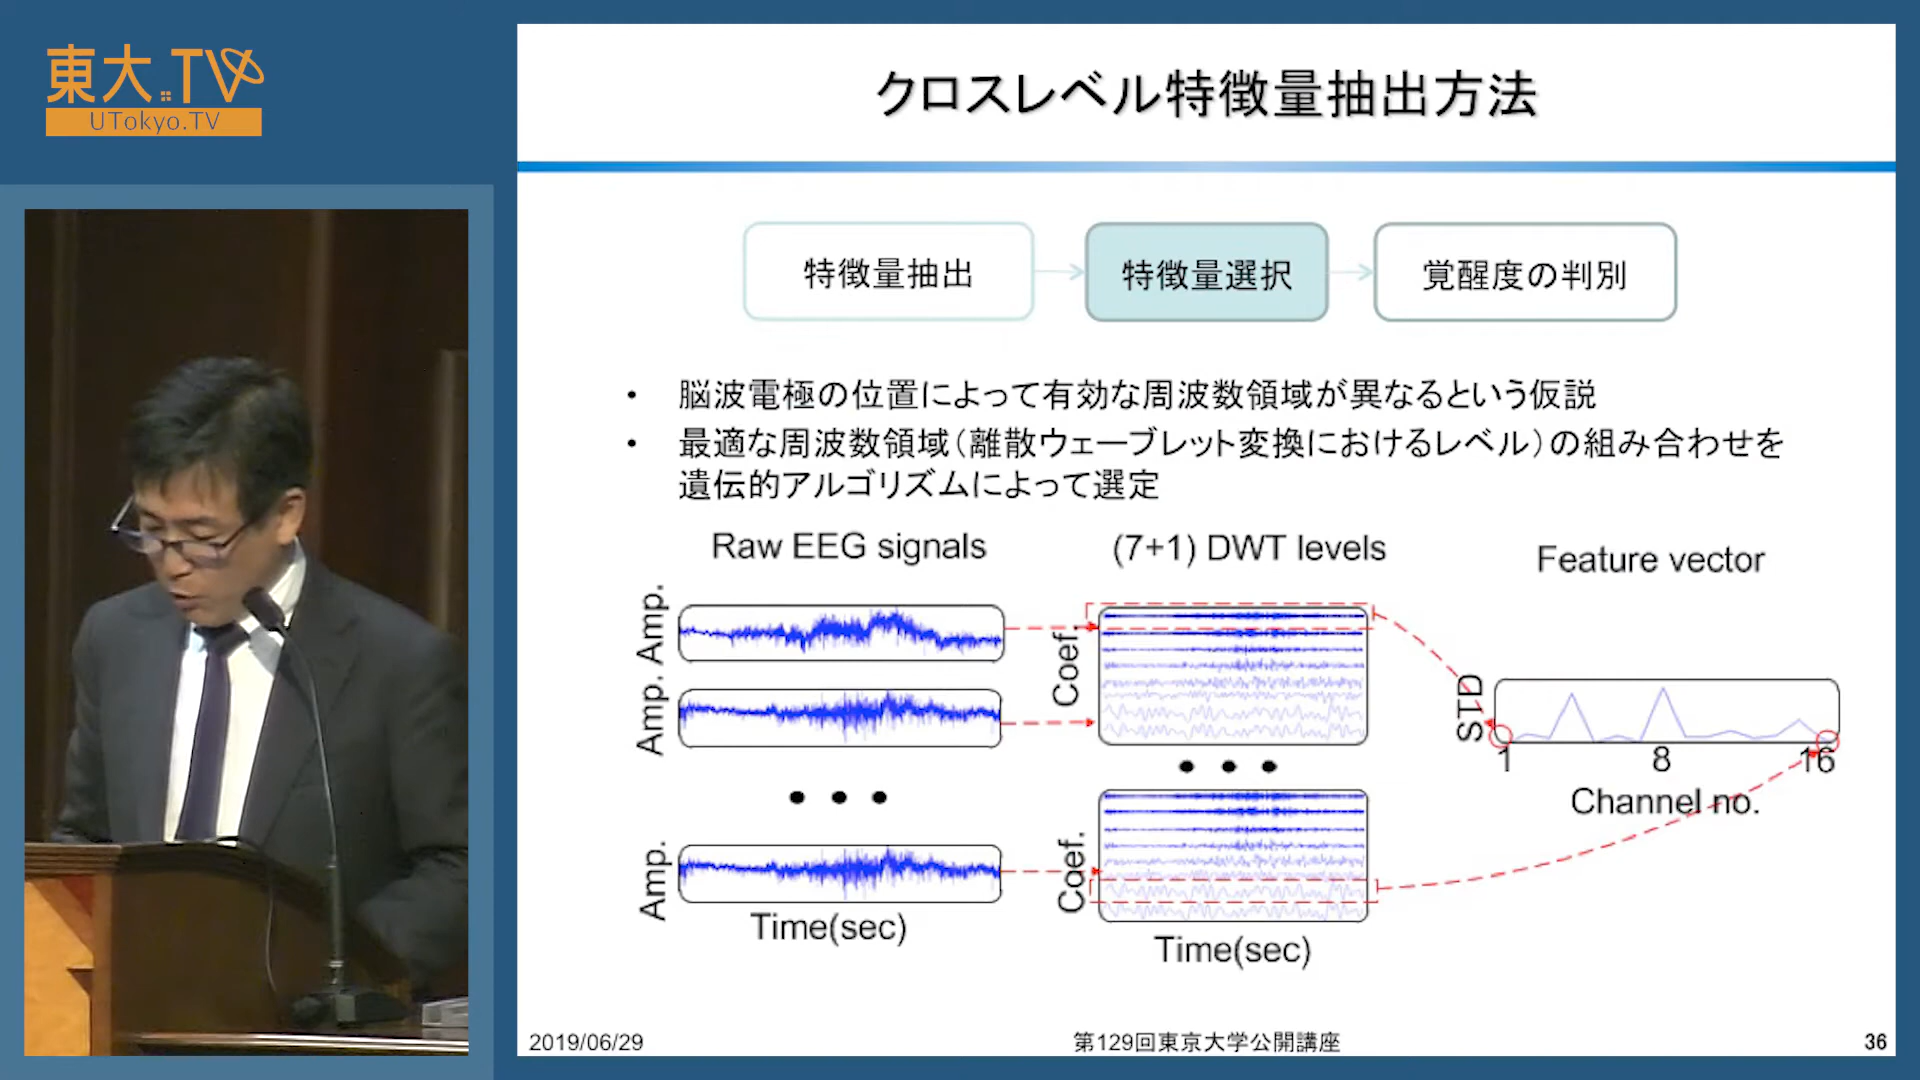 東大.TV
UTokyo.TV
クロスレベル特徴量抽出方法
特徴量抽出
特徴量選択
覚醒度の判別
• 脳波電極の位置によって有効な周波数領域が異なるという仮説
• 最適な周波数領域(離散ウェーブレット変換におけるレベル)の組み合わせを
遺伝的アルゴリズムによって選定
Raw EEG signals
(7+1) DWT levels
Feature vector
Amp.
Amp.
Amp.
Time(sec)
Coef.
Coef.
Time(sec)
STD
1
8
16
Channel no.
2019/06/29
第129回東京大学公開講座
36